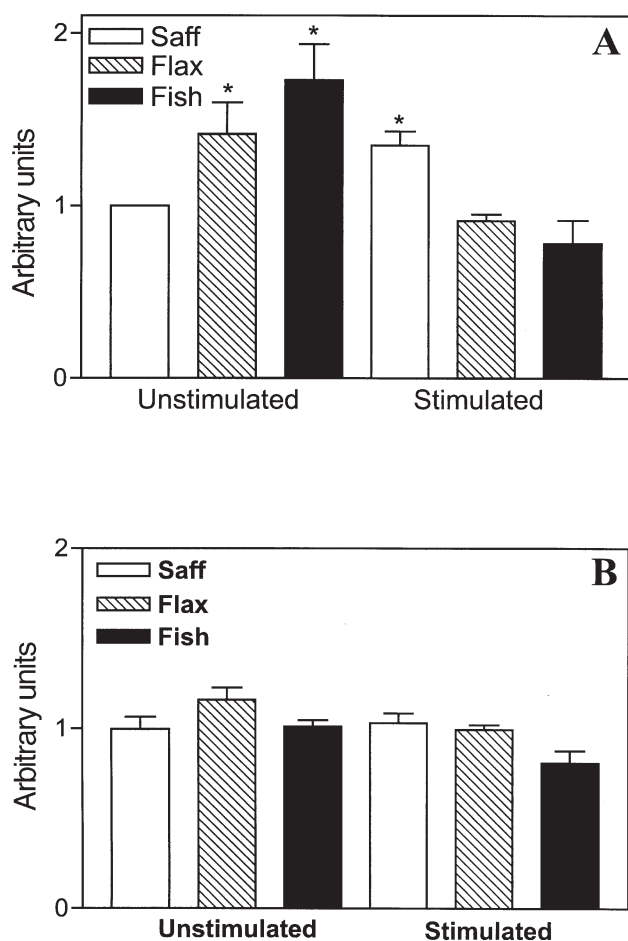 2
Saff
A
Flax
Fish
*
*
*
Arbitrary units
1
0
Unstimulated Stimulated
2
Saff
B
Flax
Fish
Arbitrary units
1
0
Unstimulated Stimulated